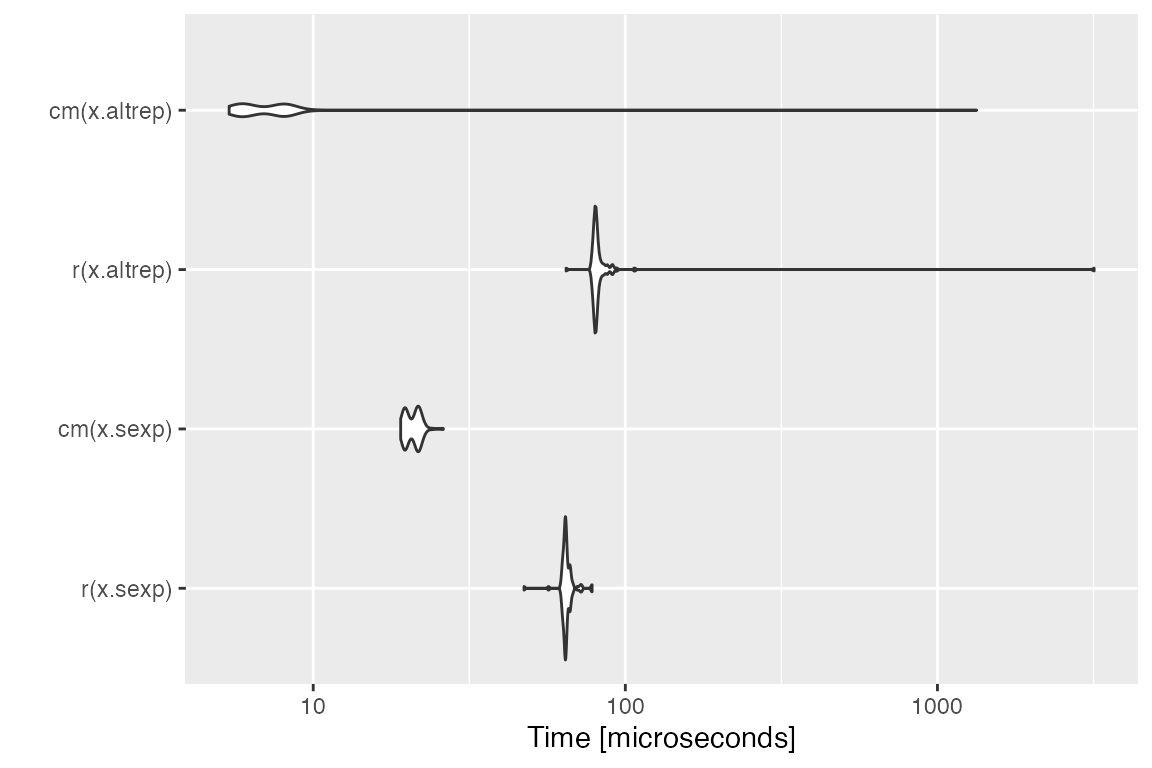 cm(x.altrep)
r(x.altrep)
cm(x.sexp)
r(x.sexp)
10 100 1000
Time [microseconds]